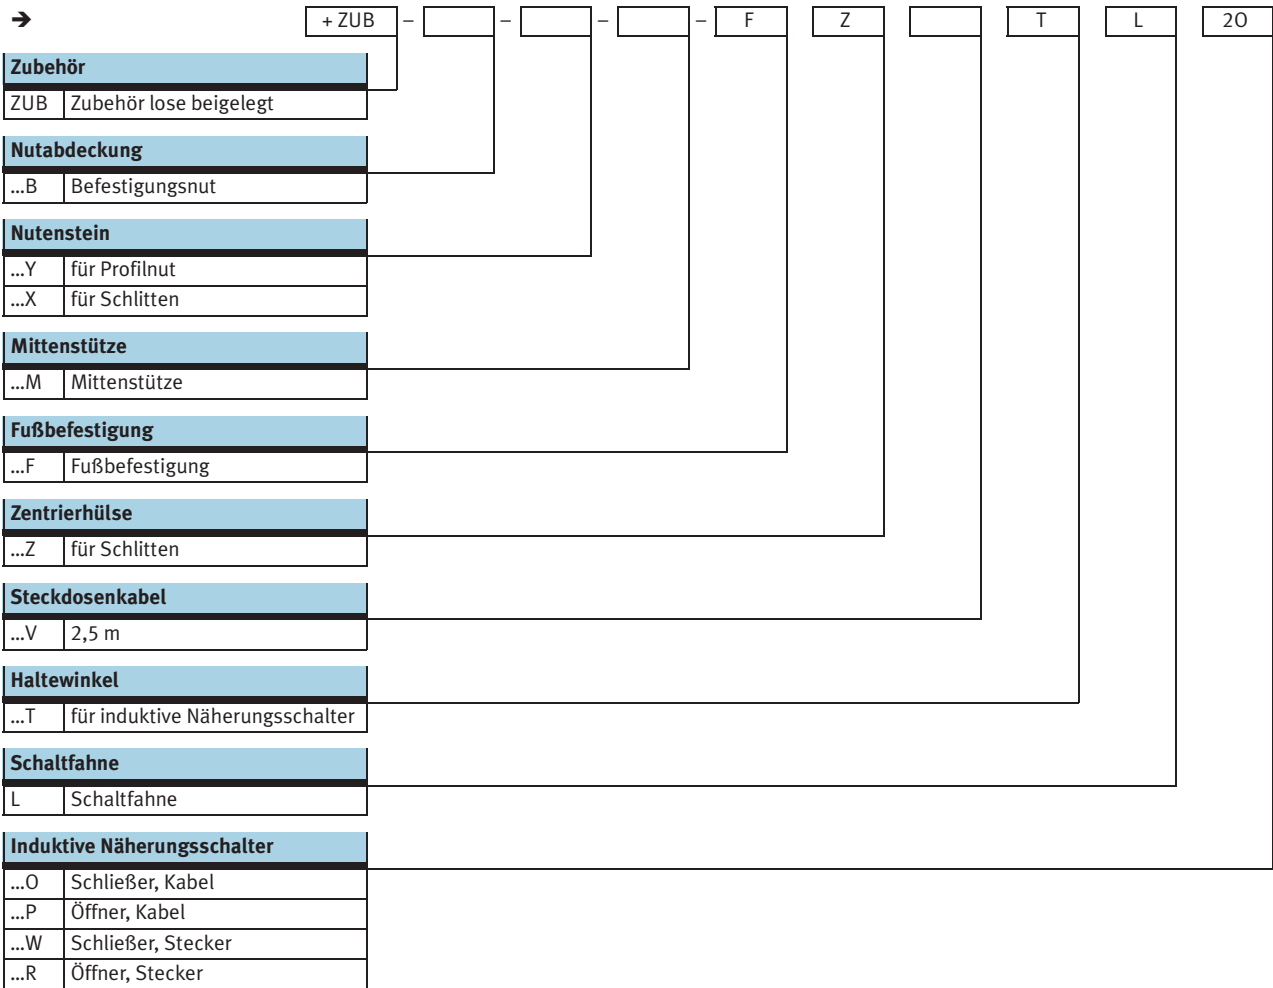 ➔ + ZUB – – – – F Z T L 2O
Zubehör
ZUB Zubehör lose beigelegt
Nutabdeckung
...B Befestigungsnut
Nutenstein
...Y für Profilnut
...X für Schlitten
Mittenstütze
...M Mittenstütze
Fußbefestigung
...F Fußbefestigung
Zentrierhülse
...Z für Schlitten
Steckdosenkabel
...V 2,5 m
Haltewinkel
...T für induktive Näherungsschalter
Schaltfahne
L Schaltfahne
Induktive Näherungsschalter
...O Schließer, Kabel
...P Öffner, Kabel
...W Schließer, Stecker
...R Öffner, Stecker